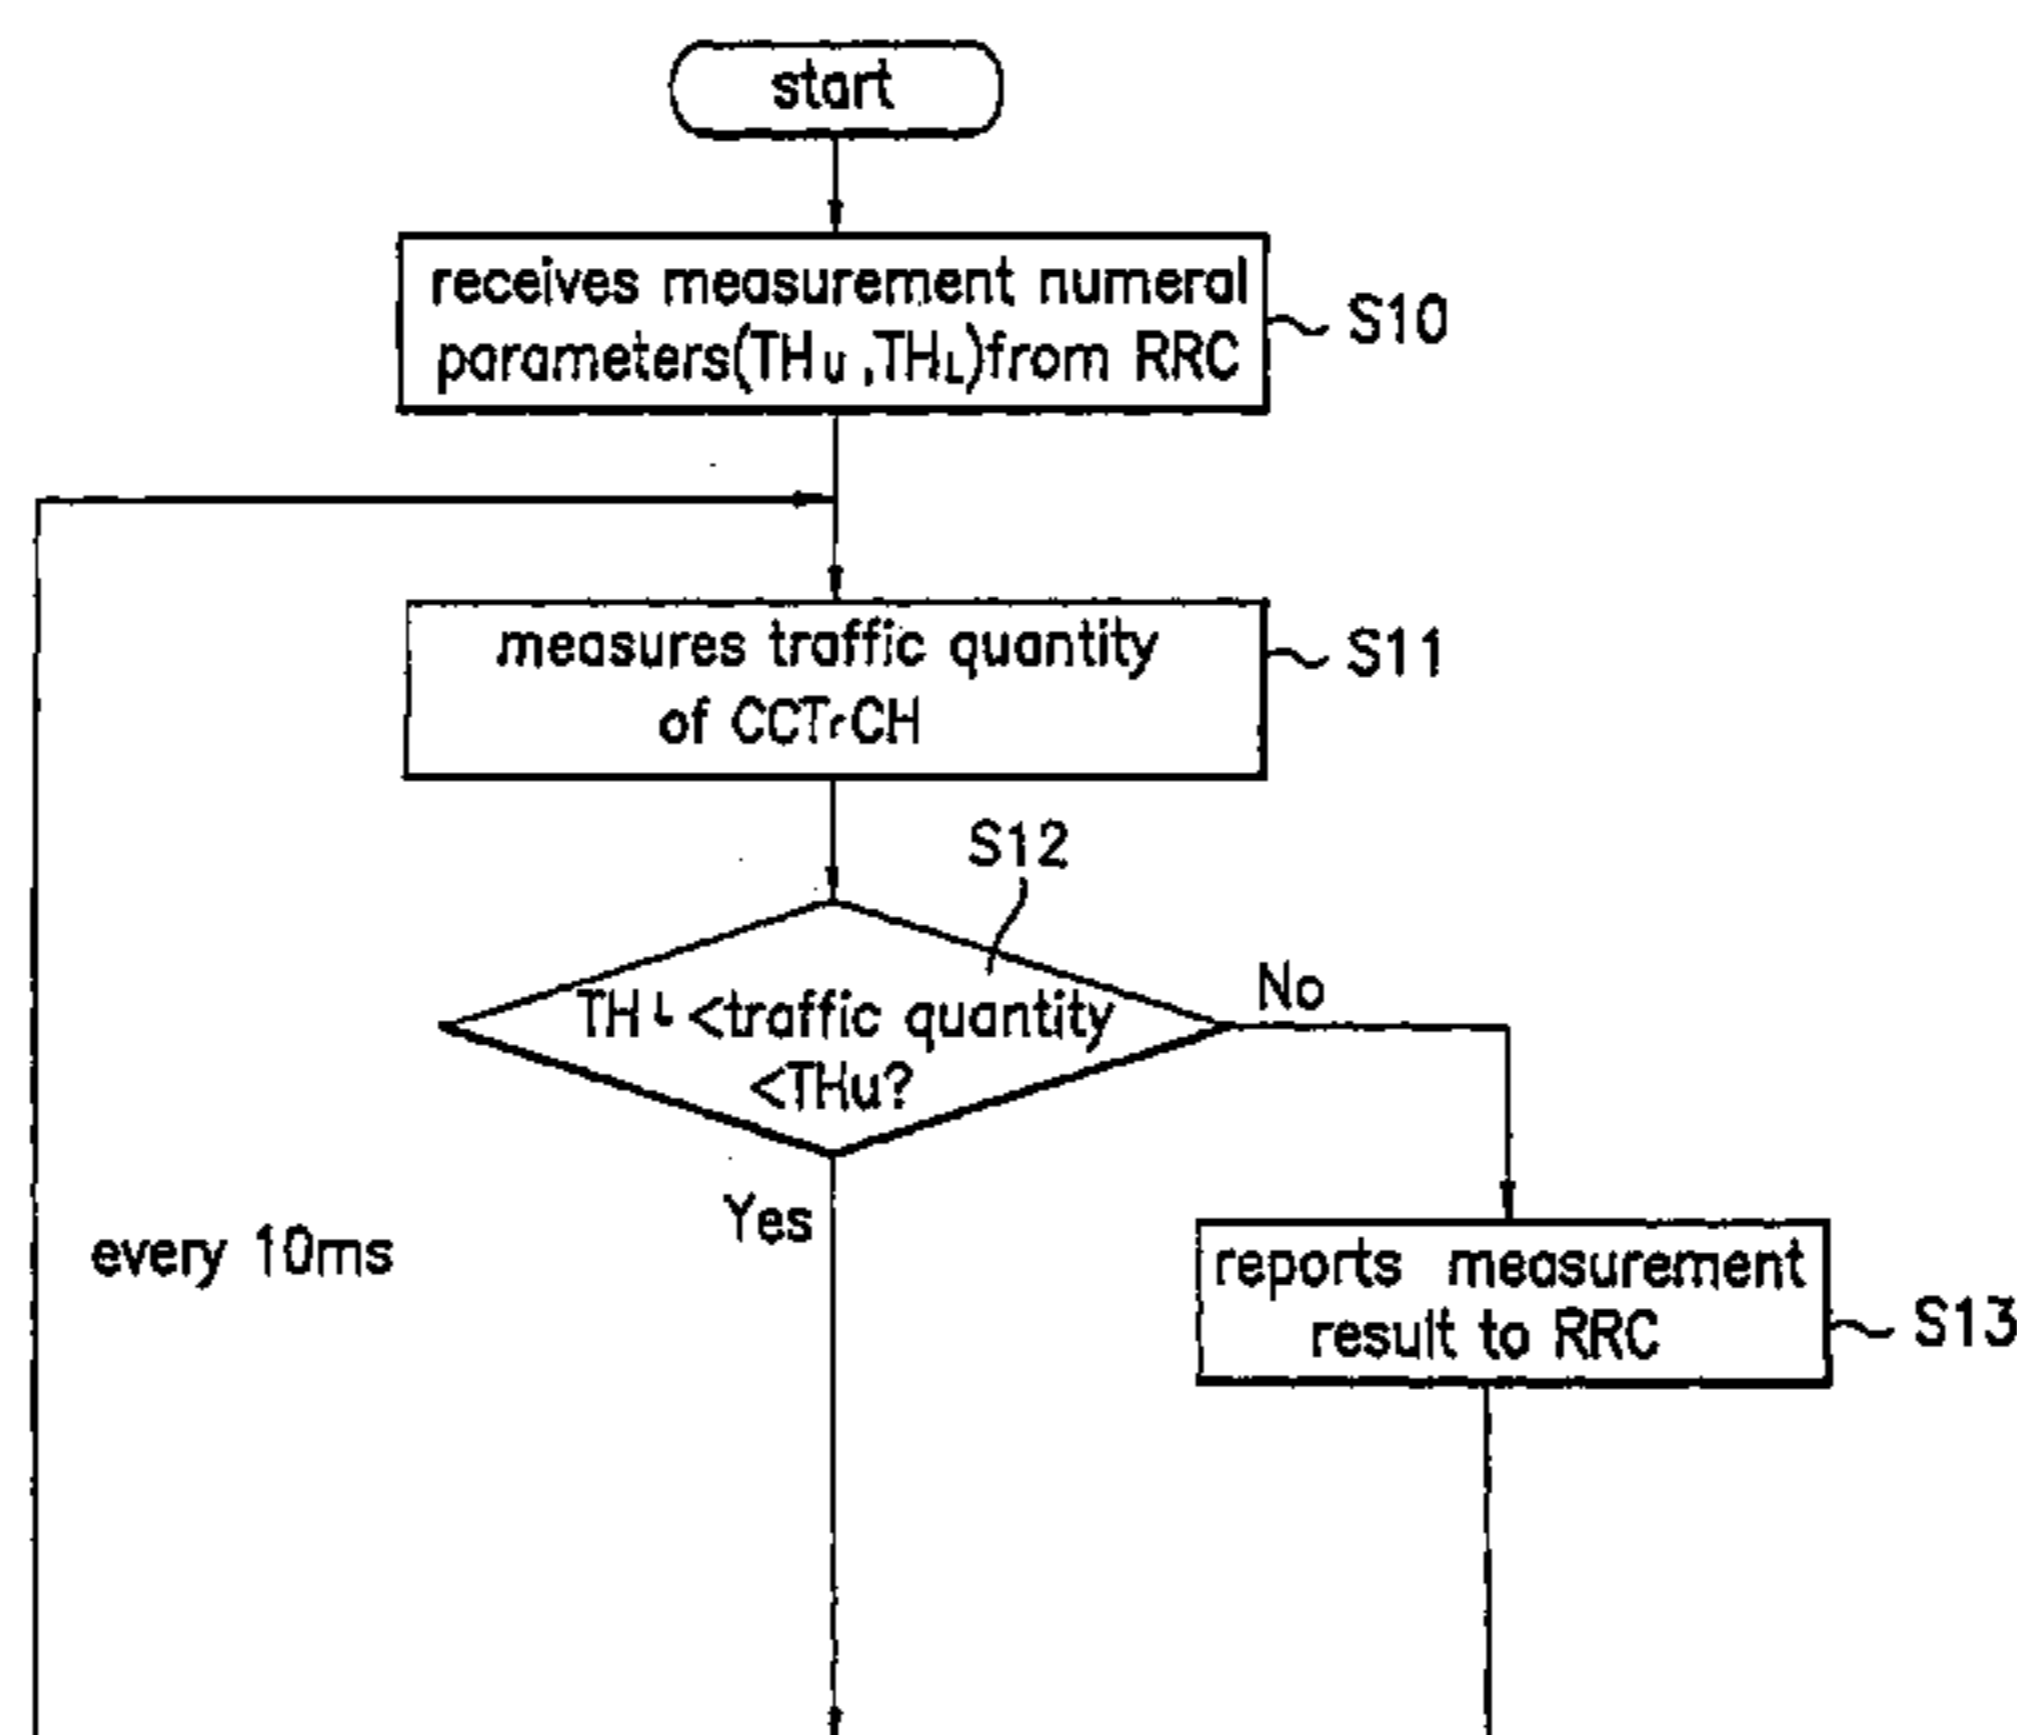 start
receives measurement numeral
parameters(THU,THL)from RRC
S10
measures traffic quantity
of CCTrCH
S11
S12
THL<traffic quantity
<THu?
No
Yes
every 10ms
reports measurement
result to RRC
S13